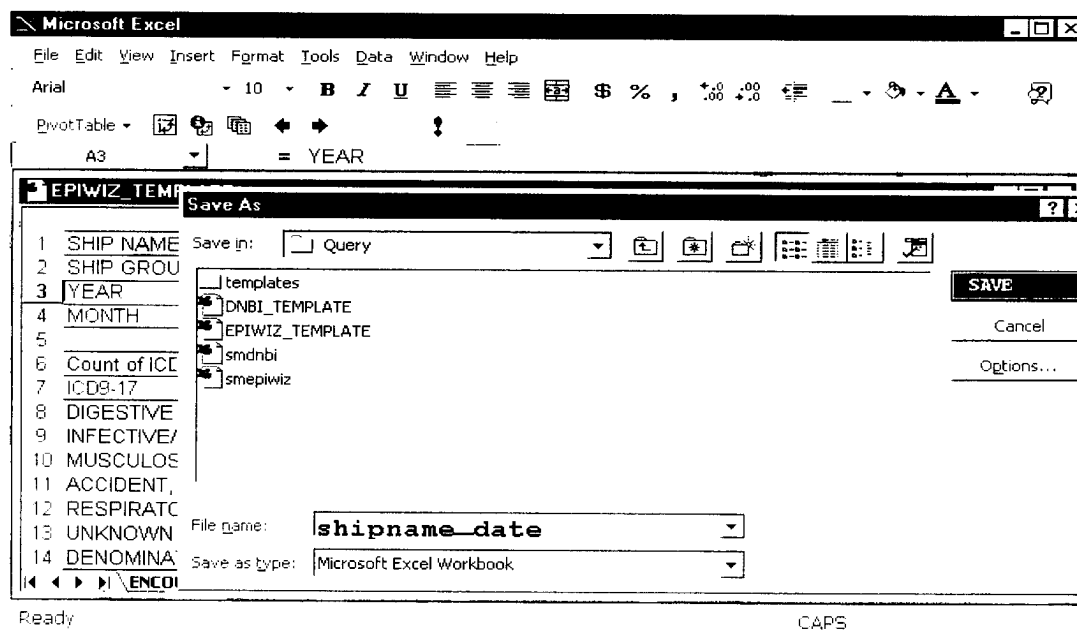 Microsoft Excel
File Edit View Insert Format Tools Data Window Help
Arial 10 B I U $ % , .00 A
PivotTable
A3 = YEAR
Save As
Save in: Query
1 SHIP NAME
2 SHIP GROU
3 YEAR
4 MONTH
5
6 Count of ICD
7 ICD9-17
8 DIGESTIVE
9 INFECTIVE/
10 MUSCULOS
11 ACCIDENT,
12 RESPIRATO
13 UNKNOWN
14 DENOMINA
templates
DNBI_TEMPLATE
EPIWIZ_TEMPLATE
smdnbi
smepiwiz
SAVE
Cancel
Options...
File name: shipname_date
Save as type: Microsoft Excel Workbook
ENCOU
Ready CAPS